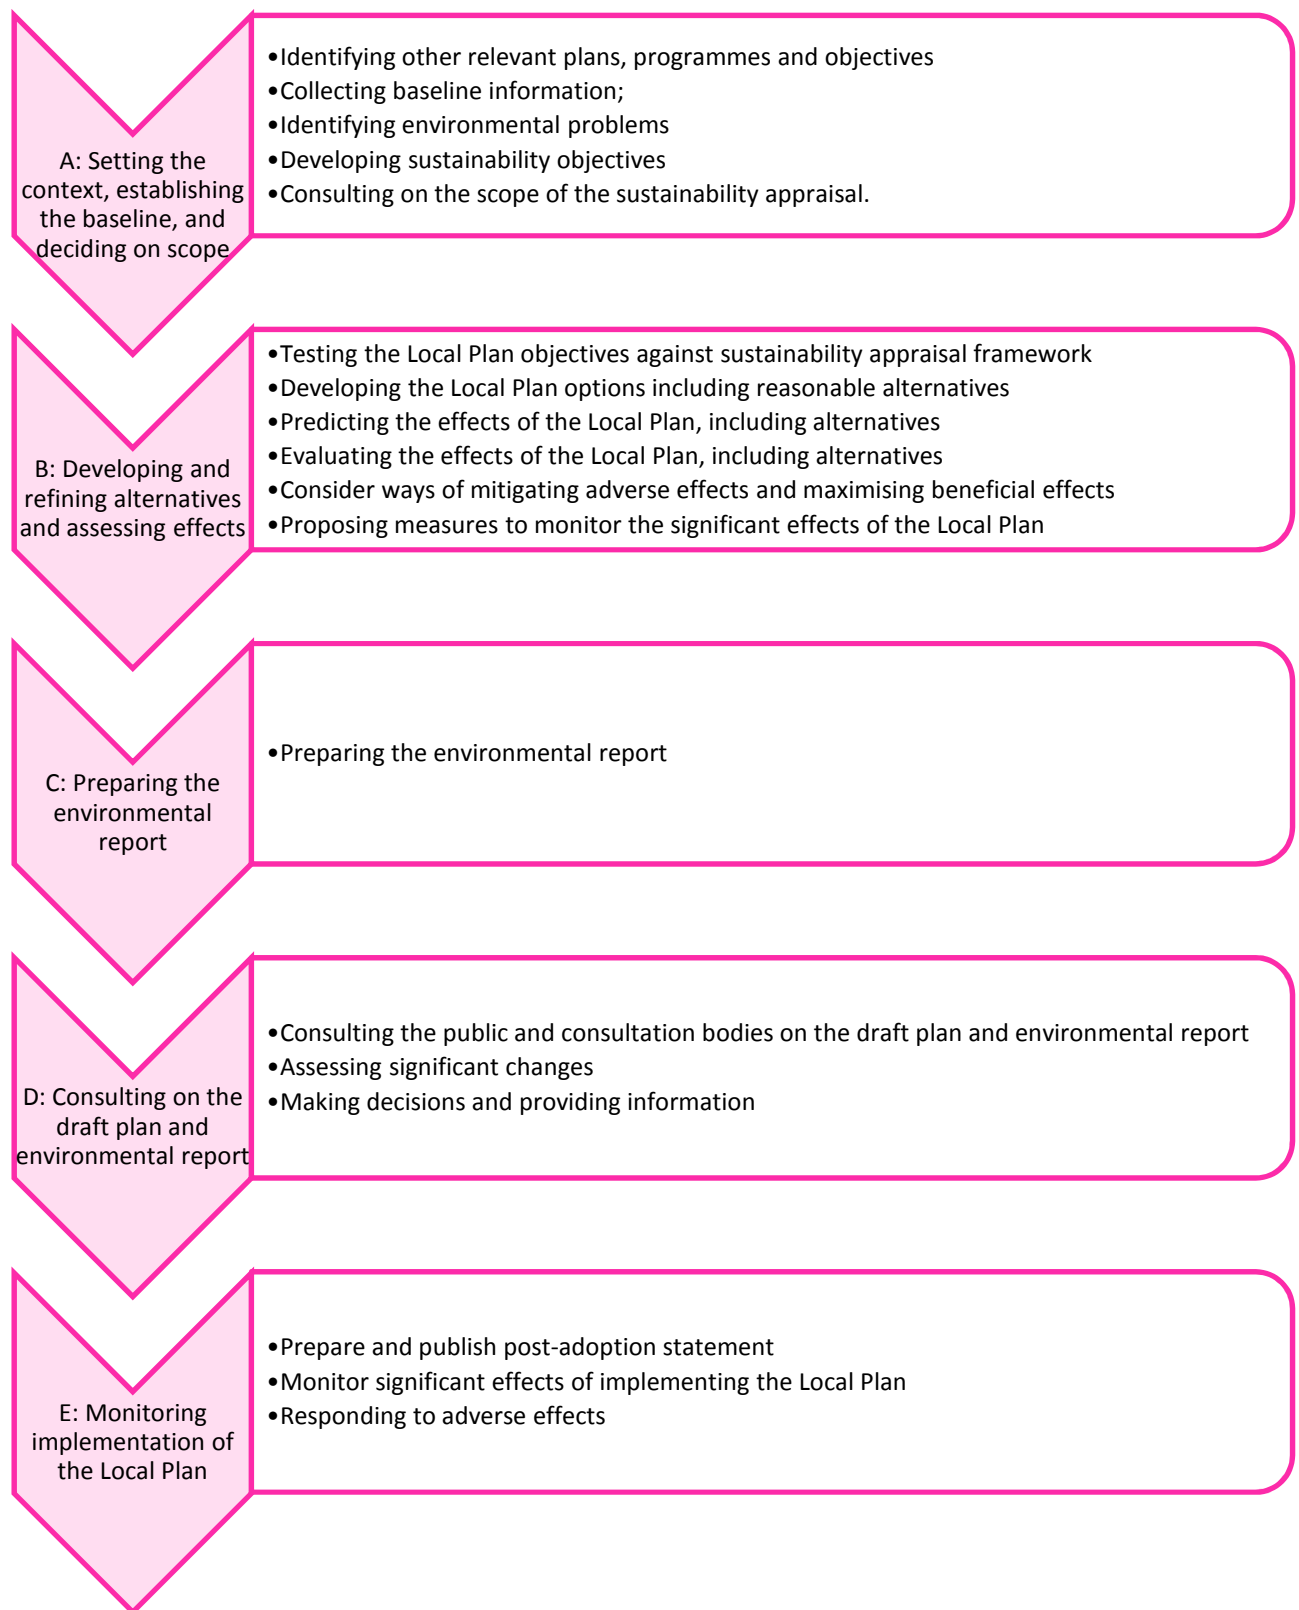 A: Setting the
context, establishing
the baseline, and
deciding on scope
•Identifying other relevant plans, programmes and objectives
•Collecting baseline information;
•Identifying environmental problems
•Developing sustainability objectives
•Consulting on the scope of the sustainability appraisal.
B: Developing and
refining alternatives
and assessing effects
•Testing the Local Plan objectives against sustainability appraisal framework
•Developing the Local Plan options including reasonable alternatives
•Predicting the effects of the Local Plan, including alternatives
•Evaluating the effects of the Local Plan, including alternatives
•Consider ways of mitigating adverse effects and maximising beneficial effects
•Proposing measures to monitor the significant effects of the Local Plan
C: Preparing the
environmental
report
•Preparing the environmental report
D: Consulting on the
draft plan and
environmental report
•Consulting the public and consultation bodies on the draft plan and environmental report
•Assessing significant changes
•Making decisions and providing information
E: Monitoring
implementation of
the Local Plan
•Prepare and publish post-adoption statement
•Monitor significant effects of implementing the Local Plan
•Responding to adverse effects